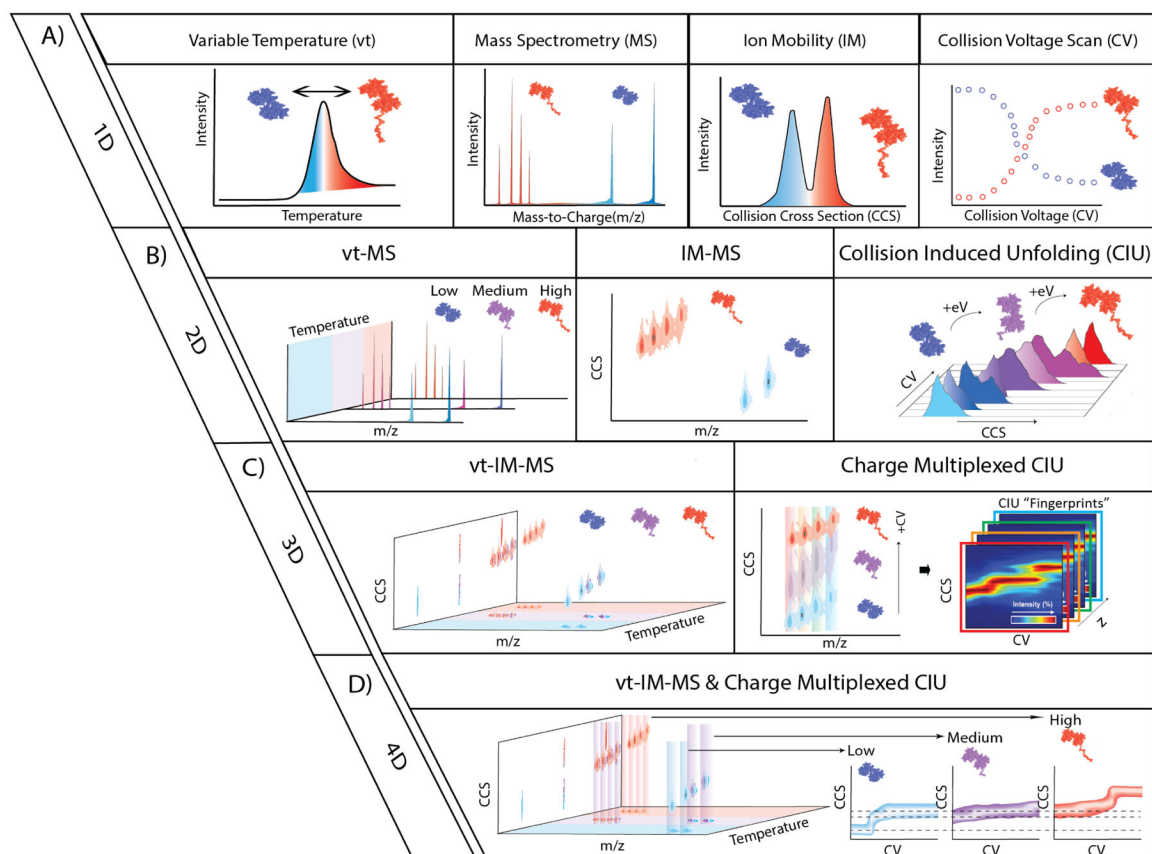 A)
1D
Variable Temperature (vt)
Mass Spectrometry (MS)
Ion Mobility (IM)
Collision Voltage Scan (CV)
Intensity
Temperature
Intensity
Mass-to-Charge(m/z)
Intensity
Collision Cross Section (CCS)
Intensity
Collision Voltage (CV)
B)
2D
vt-MS
IM-MS
Collision Induced Unfolding (CIU)
Low
Medium
High
Temperature
m/z
CCS
m/z
+eV
+eV
CV
CCS
C)
3D
vt-IM-MS
Charge Multiplexed CIU
CCS
m/z
Temperature
CCS
m/z
+CV
CIU "Fingerprints"
CCS
Intensity (%)
CV
Z
D)
4D
vt-IM-MS & Charge Multiplexed CIU
High
Medium
Low
CCS
m/z
Temperature
CCS
CV
CCS
CV
CCS
CV